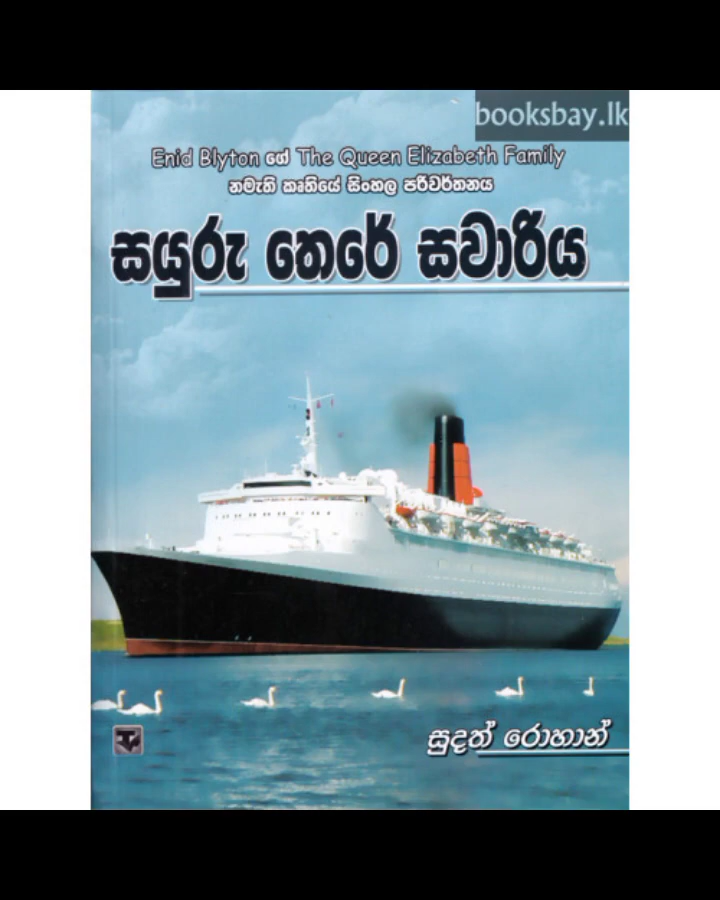 booksbay.lk
Enid Blyton ගේ The Queen Elizabeth Family
නමැති කෘතියේ සිංහල පරිවර්තනය
සයුරු තෙරේ සවාරිය
සුදත් රොහාන්